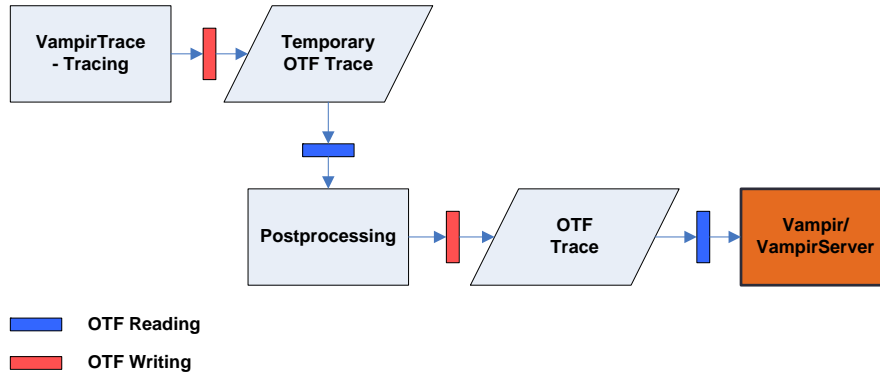 VampirTrace
- Tracing
Temporary
OTF Trace
Postprocessing
OTF
Trace
Vampir/
VampirServer
OTF Reading
OTF Writing